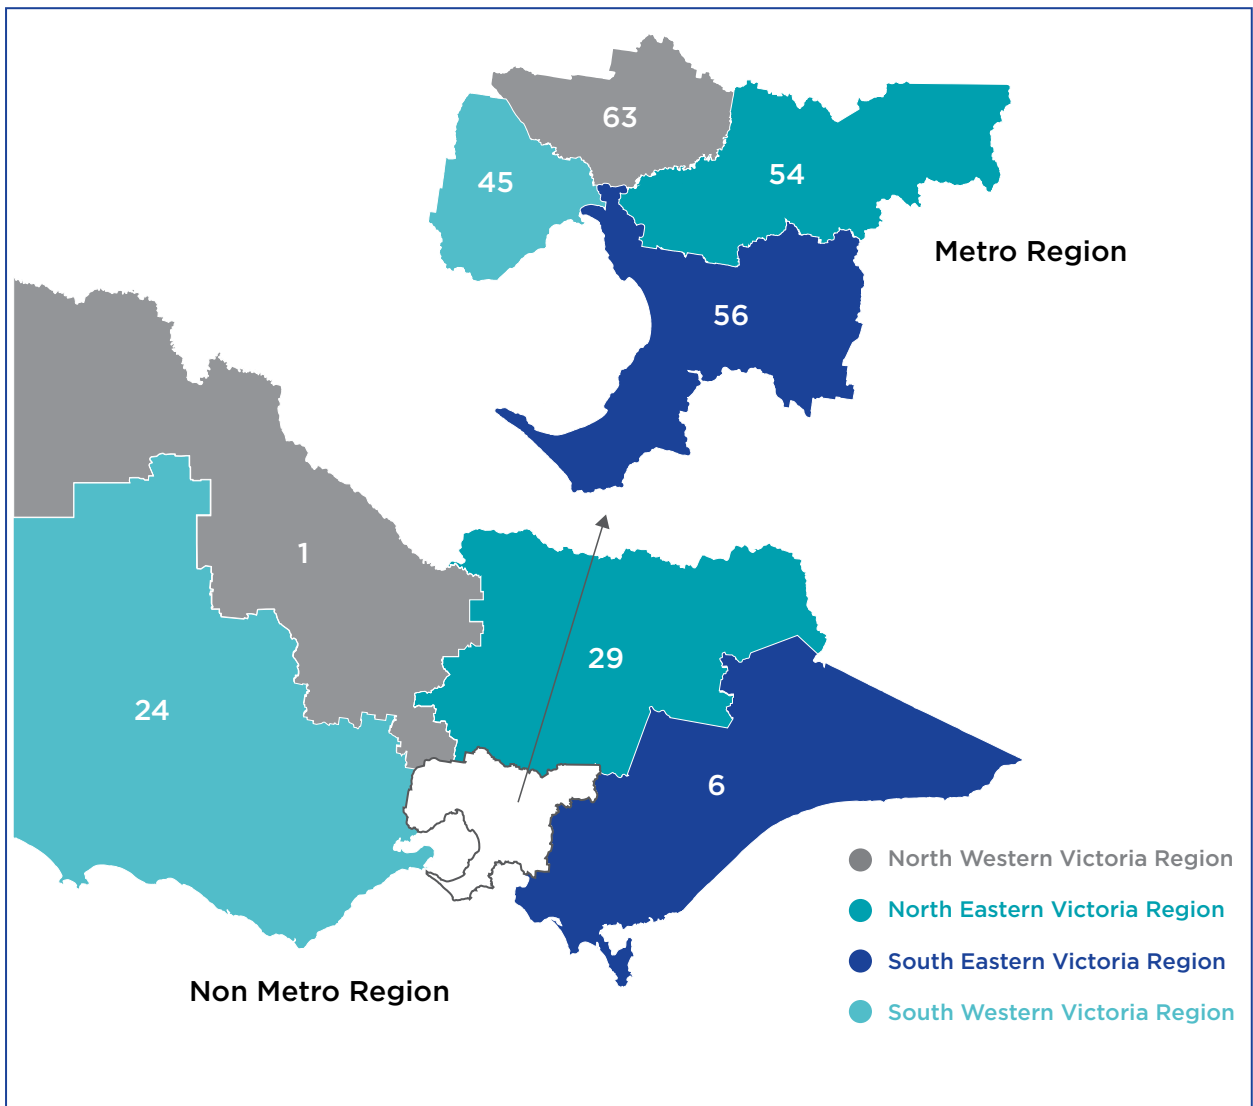 63
54
45
Metro Region
56
1
29
24
6
North Western Victoria Region
North Eastern Victoria Region
South Eastern Victoria Region
Non Metro Region
South Western Victoria Region